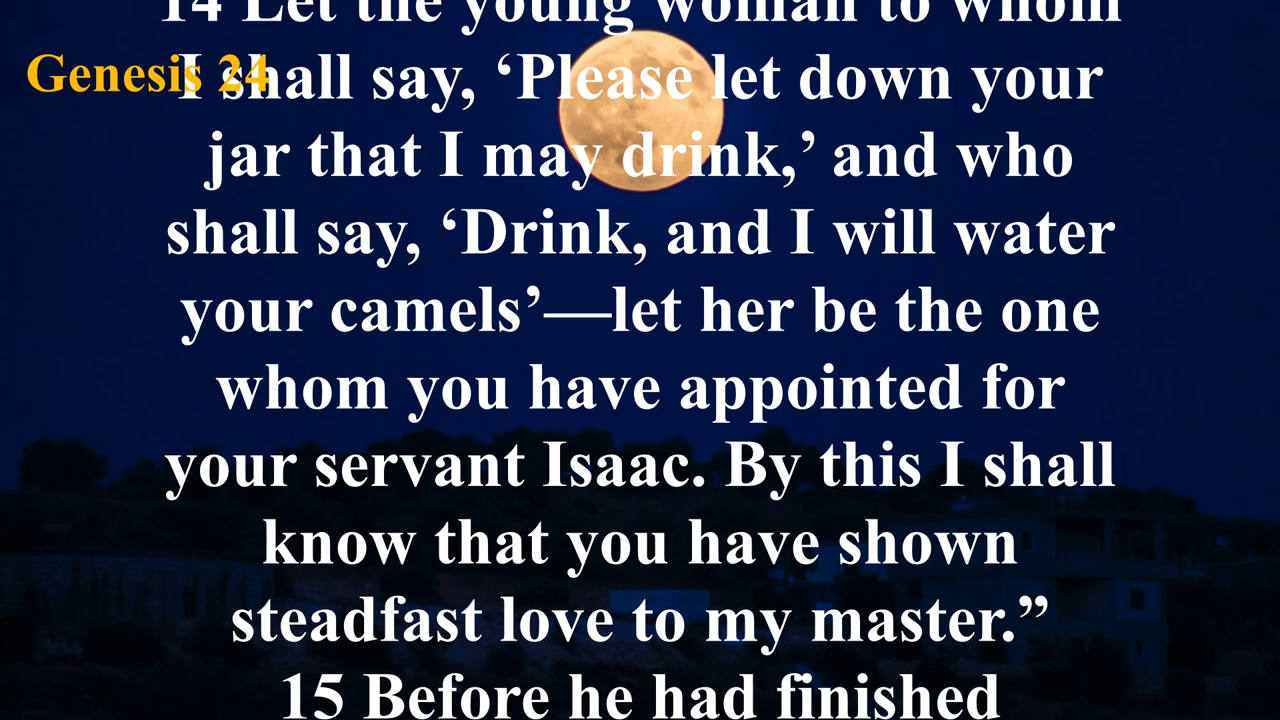 14 Let the young woman to whom
Genesis 24
I shall say, ‘Please let down your
jar that I may drink,’ and who
shall say, ‘Drink, and I will water
your camels’—let her be the one
whom you have appointed for
your servant Isaac. By this I shall
know that you have shown
steadfast love to my master.”
15 Before he had finished